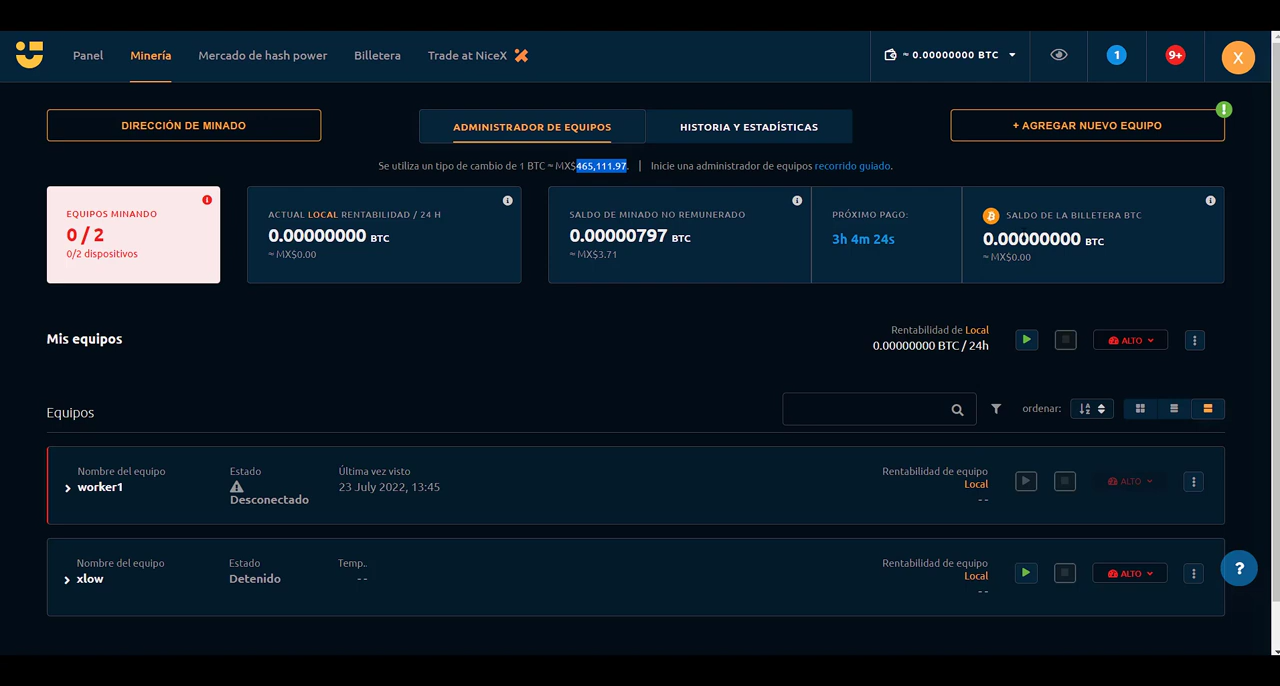 Panel Minería Mercado de hash power Billetera Trade at NiceX ≈ 0.00000000 BTC 1 9+ X
DIRECCIÓN DE MINADO ADMINISTRADOR DE EQUIPOS HISTORIA Y ESTADÍSTICAS + AGREGAR NUEVO EQUIPO
Se utiliza un tipo de cambio de 1 BTC ≈ MX$465,111.97. | Inicie una administrador de equipos recorrido guiado.
EQUIPOS MINANDO
0 / 2
0/2 dispositivos
ACTUAL LOCAL RENTABILIDAD / 24 H
0.00000000 BTC
≈ MX$0.00
SALDO DE MINADO NO REMUNERADO
0.00000797 BTC
≈ MX$3.71
PRÓXIMO PAGO:
3h 4m 24s
SALDO DE LA BILLETERA BTC
0.00000000 BTC
≈ MX$0.00
Mis equipos
Rentabilidad de Local
0.00000000 BTC / 24h
ALTO
Equipos
ordenar:
Nombre del equipo
worker1
Estado
Desconectado
Última vez visto
23 July 2022, 13:45
Rentabilidad de equipo
Local
- -
ALTO
Nombre del equipo
xlow
Estado
Detenido
Temp..
- -
Rentabilidad de equipo
Local
- -
ALTO
?